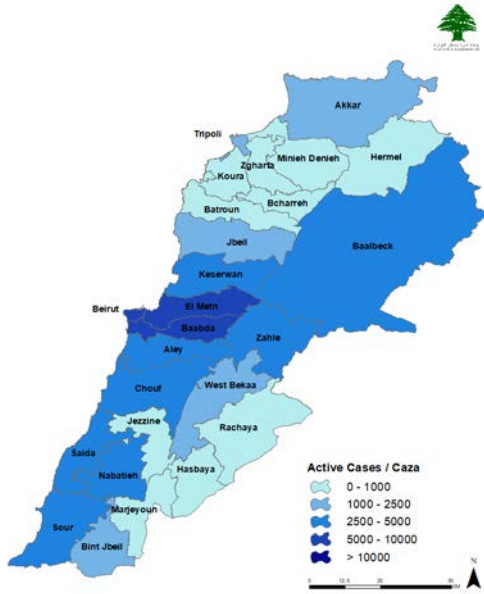 Akkar
Tripoli
Zgharta
Minieh Denieh
Hermel
Koura
Bcharreh
Batroun
Jbeil
Baalbeck
Keserwan
Beirut
El Metn
Baabda
Zahle
Aley
West Bekaa
Chouf
Jezzine
Rachaya
Saida
Nabatieh
Hasbaya
Marjeyoun
Sour
Bint Jbeil
Active Cases / Caza
0 - 1000
1000 - 2500
2500 - 5000
5000 - 10000
> 10000
N